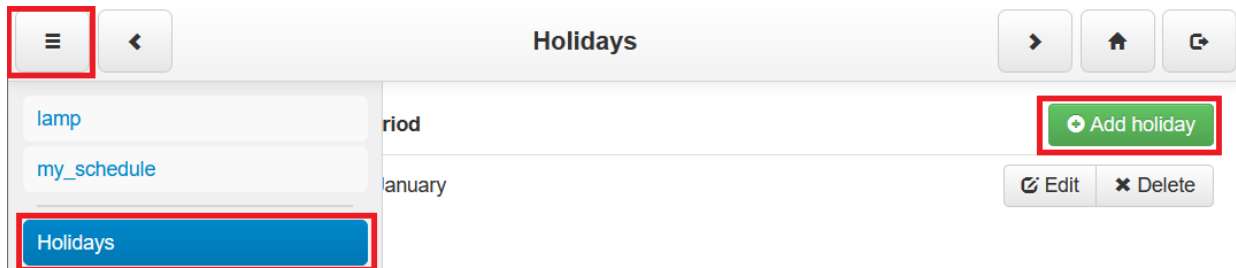 Holidays
lamp
riod
Add holiday
my_schedule
January
Edit
Delete
Holidays